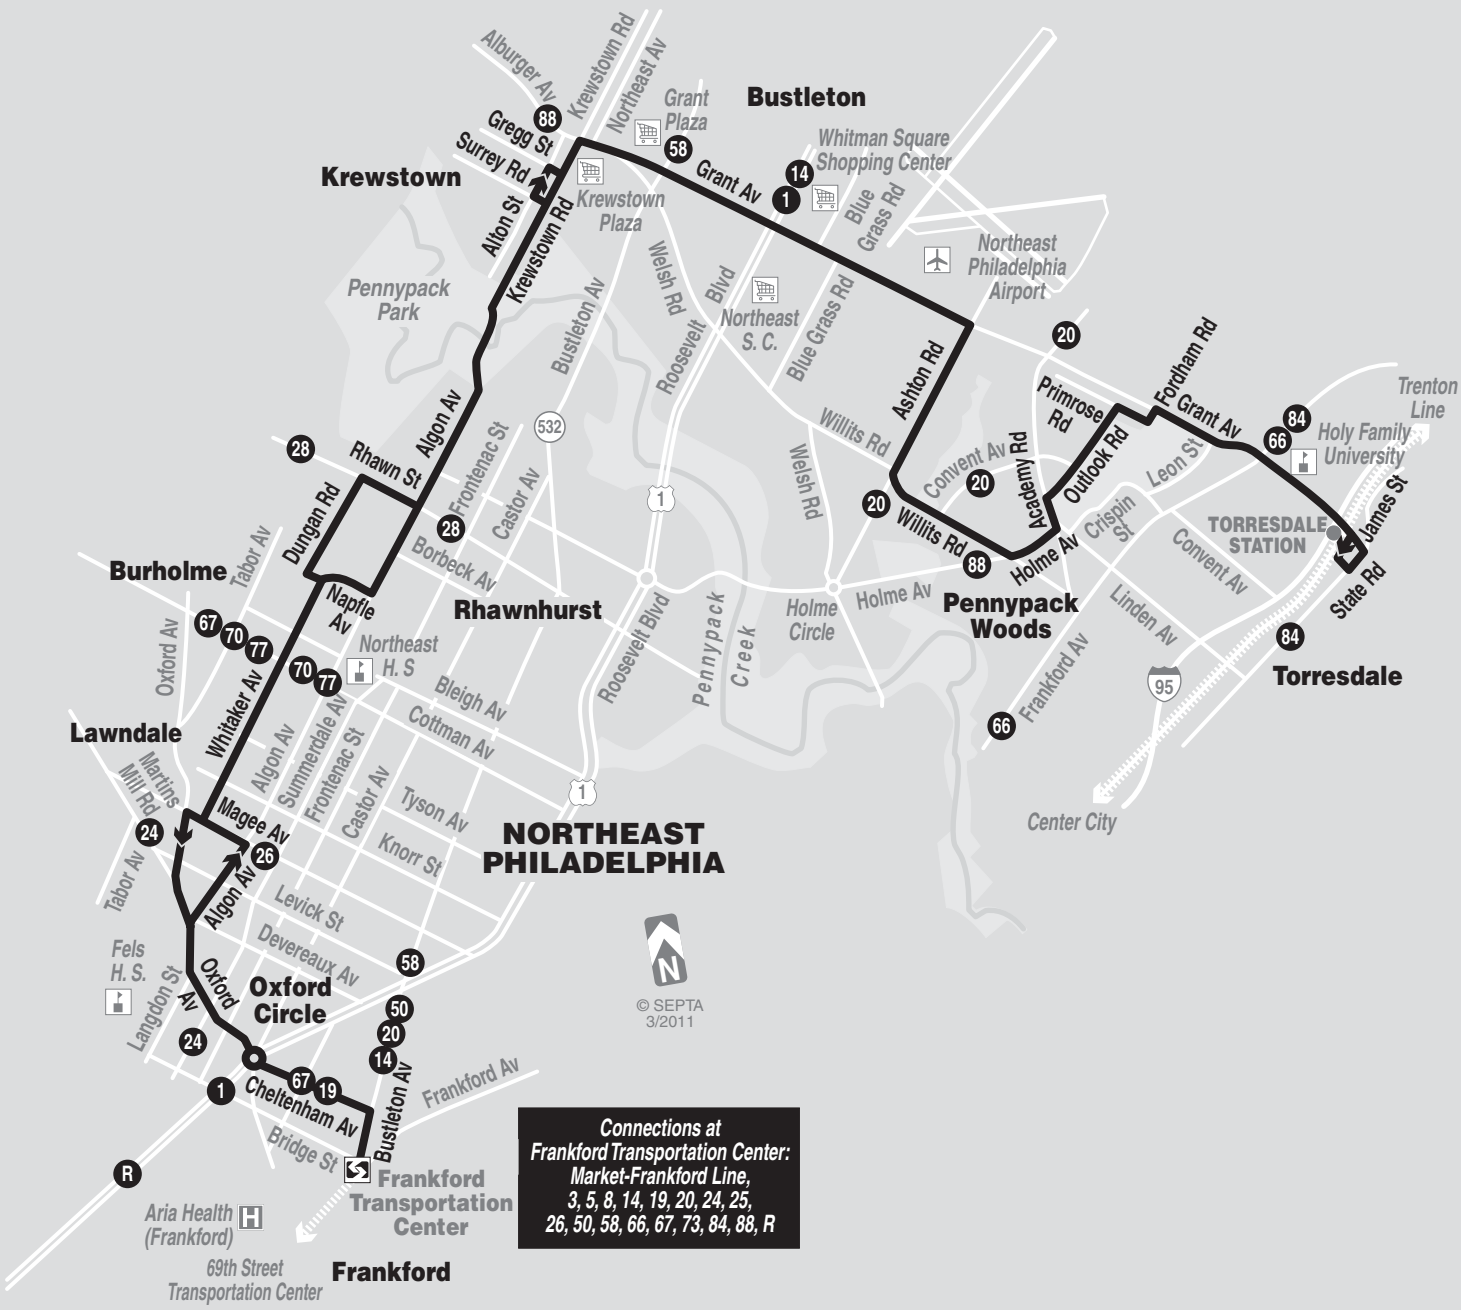 Alburger Av
Krewstown Rd
Northeast Av
88
Gregg St
Surrey Rd
Alton St
Krewstown
Grant
Plaza
58
Bustleton
Whitman Square
Shopping Center
14
1
Grant Av
Krewstown
Plaza
Krewstown Rd
Blue
Grass Rd
Northeast
Philadelphia
Airport
Pennypack
Park
Welsh Rd
Roosevelt
Blvd
Northeast
S. C.
Blue Grass Rd
Bustleton Av
Ashton Rd
20
Fordham Rd
Primrose
Rd
Grant Av
84
66
Holy Family
University
Trenton
Line
Algon Av
532
Frontenac St
Castor Av
Willits Rd
Welsh Rd
Convent Av
20
Academy Rd
Outlook Rd
Leon St
Crispin
St
28
Rhawn St
Dungan Rd
28
Borbeck Av
1
20
Willits Rd
88
Holme Av
TORRESDALE
STATION
James St
State Rd
Convent Av
Linden Av
84
Torresdale
Burholme
Tabor Av
Napfle
Av
Rhawnhurst
Holme
Circle
Holme Av
Pennypack
Woods
Frankford Av
66
95
67
70
77
Oxford Av
70
77
Northeast
H. S
Roosevelt Blvd
Pennypack
Creek
Bleigh Av
Cottman Av
Whitaker Av
Lawndale
Martins
Mill Rd
Algon Av
Summerdale Av
Frontenac St
Castor Av
Tyson Av
Knorr St
1
Center City
24
Tabor Av
Magee Av
26
Algon Av
NORTHEAST
PHILADELPHIA
Levick St
Devereaux Av
58
Fels
H. S.
Langdon St
Oxford
Av
Oxford
Circle
24
50
20
14
N
© SEPTA
3/2011
1
67
19
Cheltenham Av
Bustleton Av
Frankford Av
Bridge St
R
Frankford
Transportation
Center
Aria Health
(Frankford)
H
69th Street
Transportation Center
Frankford
Connections at
Frankford Transportation Center:
Market-Frankford Line,
3, 5, 8, 14, 19, 20, 24, 25,
26, 50, 58, 66, 67, 73, 84, 88, R